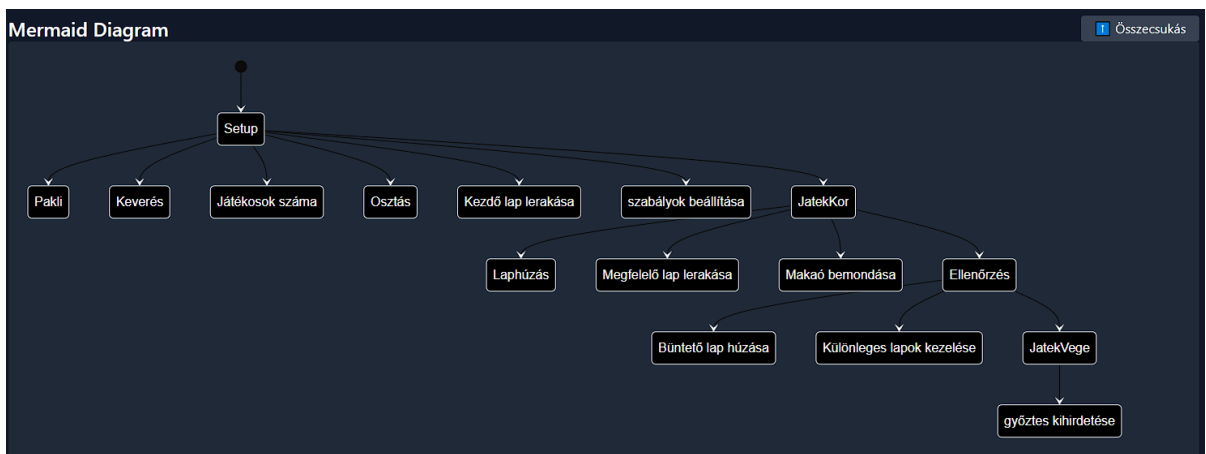 Mermaid Diagram
↑ Összecsukás
Setup
Pakli
Keverés
Játékosok száma
Osztás
Kezdő lap lerakása
szabályok beállítása
JatekKor
Laphúzás
Megfelelő lap lerakása
Makaó bemondása
Ellenőrzés
Büntető lap húzása
Különleges lapok kezelése
JatekVege
győztes kihirdetése